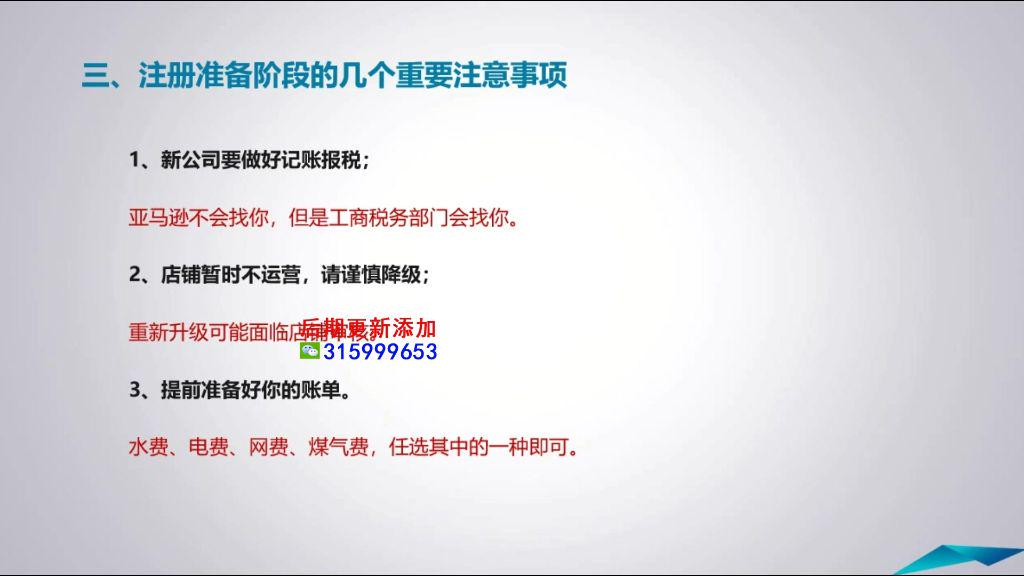 三、注册准备阶段的几个重要注意事项
1、新公司要做好记账报税；
亚马逊不会找你，但是工商税务部门会找你。
2、店铺暂时不运营，请谨慎降级；
重新升级可能面临店铺审核。
后期更新添加
315999653
3、提前准备好你的账单。
水费、电费、网费、煤气费，任选其中的一种即可。